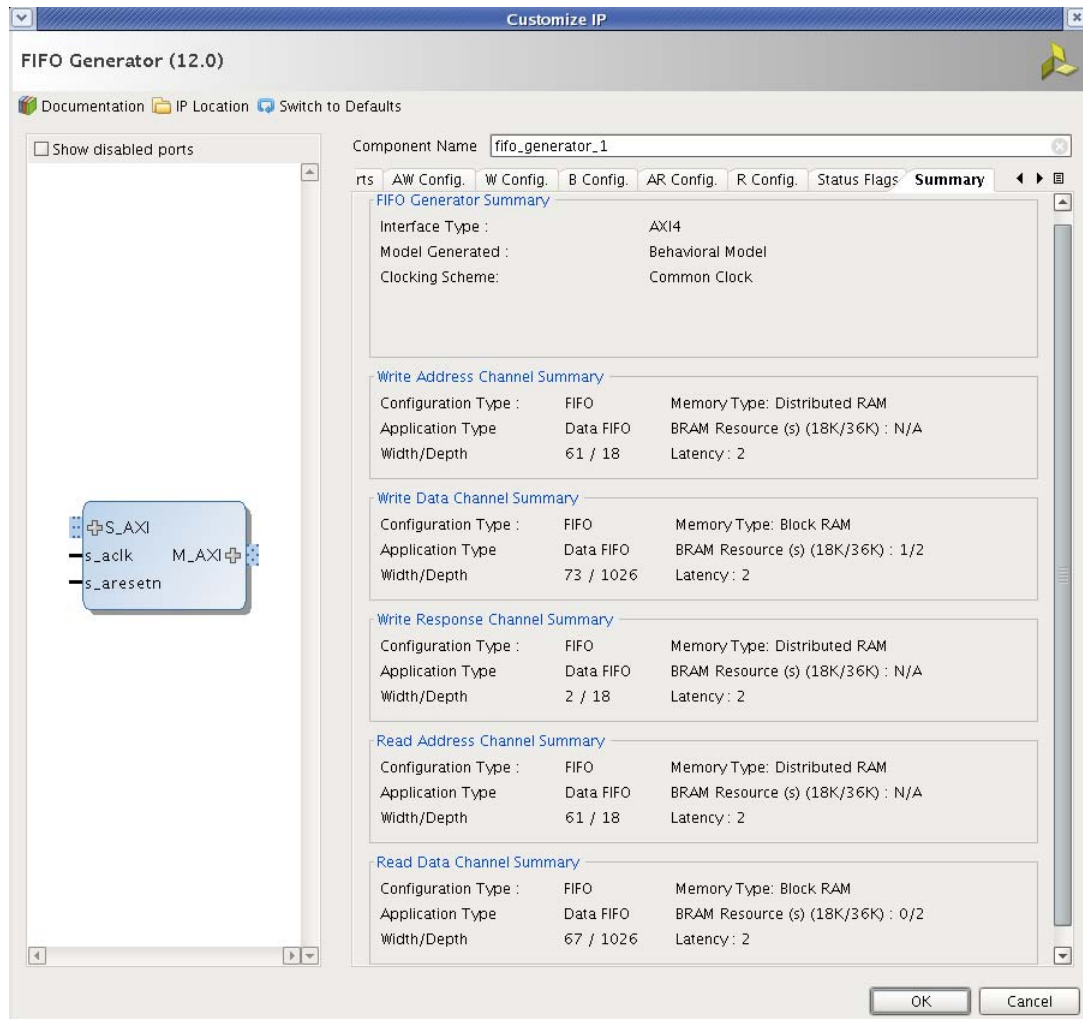 Customize IP
FIFO Generator (12.0)
Documentation IP Location Switch to Defaults
Show disabled ports
S_AXI
s_aclk M_AXI
s_aresetn
Component Name fifo_generator_1
rts AW Config. W Config. B Config. AR Config. R Config. Status Flags Summary
FIFO Generator Summary
Interface Type : AXI4
Model Generated : Behavioral Model
Clocking Scheme: Common Clock
Write Address Channel Summary
Configuration Type : FIFO Memory Type: Distributed RAM
Application Type Data FIFO BRAM Resource (s) (18K/36K) : N/A
Width/Depth 61 / 18 Latency : 2
Write Data Channel Summary
Configuration Type : FIFO Memory Type: Block RAM
Application Type Data FIFO BRAM Resource (s) (18K/36K) : 1/2
Width/Depth 73 / 1026 Latency : 2
Write Response Channel Summary
Configuration Type : FIFO Memory Type: Distributed RAM
Application Type Data FIFO BRAM Resource (s) (18K/36K) : N/A
Width/Depth 2 / 18 Latency : 2
Read Address Channel Summary
Configuration Type : FIFO Memory Type: Distributed RAM
Application Type Data FIFO BRAM Resource (s) (18K/36K) : N/A
Width/Depth 61 / 18 Latency : 2
Read Data Channel Summary
Configuration Type : FIFO Memory Type: Block RAM
Application Type Data FIFO BRAM Resource (s) (18K/36K) : 0/2
Width/Depth 67 / 1026 Latency : 2
OK Cancel